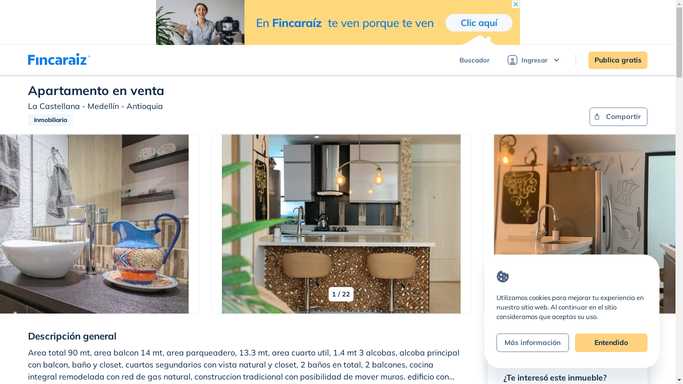 En Fincaraíz te ven porque te ven
Clic aquí
Fincaraíz
Buscador
Ingresar
Publica gratis
Apartamento en venta
La Castellana - Medellín - Antioquia
Inmobiliaria
Compartir
1 / 22
Utilizamos cookies para mejorar tu experiencia en
nuestro sitio web. Al continuar en el sitio
consideramos que aceptas su uso.
Más información
Entendido
Descripción general
Area total 90 mt, area balcon 14 mt, area parqueadero, 13.3 mt, area cuarto util, 1.4 mt 3 alcobas, alcoba principal
con balcon, baño y closet, cuartos segundarios con vista natural y closet, 2 baños en total, 2 balcones, cocina
integral remodelada con red de gas natural, construccion tradicional con posibilidad de mover muros. edificio con...
¿Te interesó este inmueble?